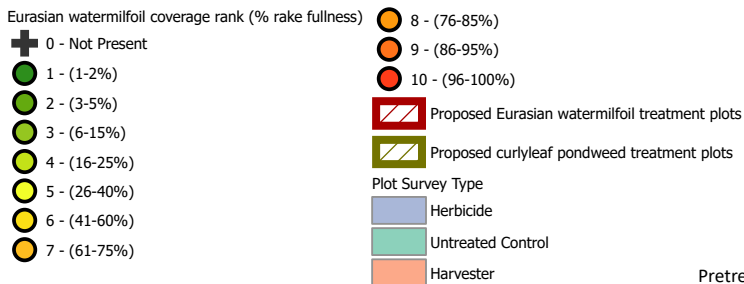 Eurasian watermilfoil coverage rank (% rake fullness)
0 - Not Present
1 - (1-2%)
2 - (3-5%)
3 - (6-15%)
4 - (16-25%)
5 - (26-40%)
6 - (41-60%)
7 - (61-75%)
8 - (76-85%)
9 - (86-95%)
10 - (96-100%)
Proposed Eurasian watermilfoil treatment plots
Proposed curlyleaf pondweed treatment plots
Plot Survey Type
Herbicide
Untreated Control
Harvester
Pretre